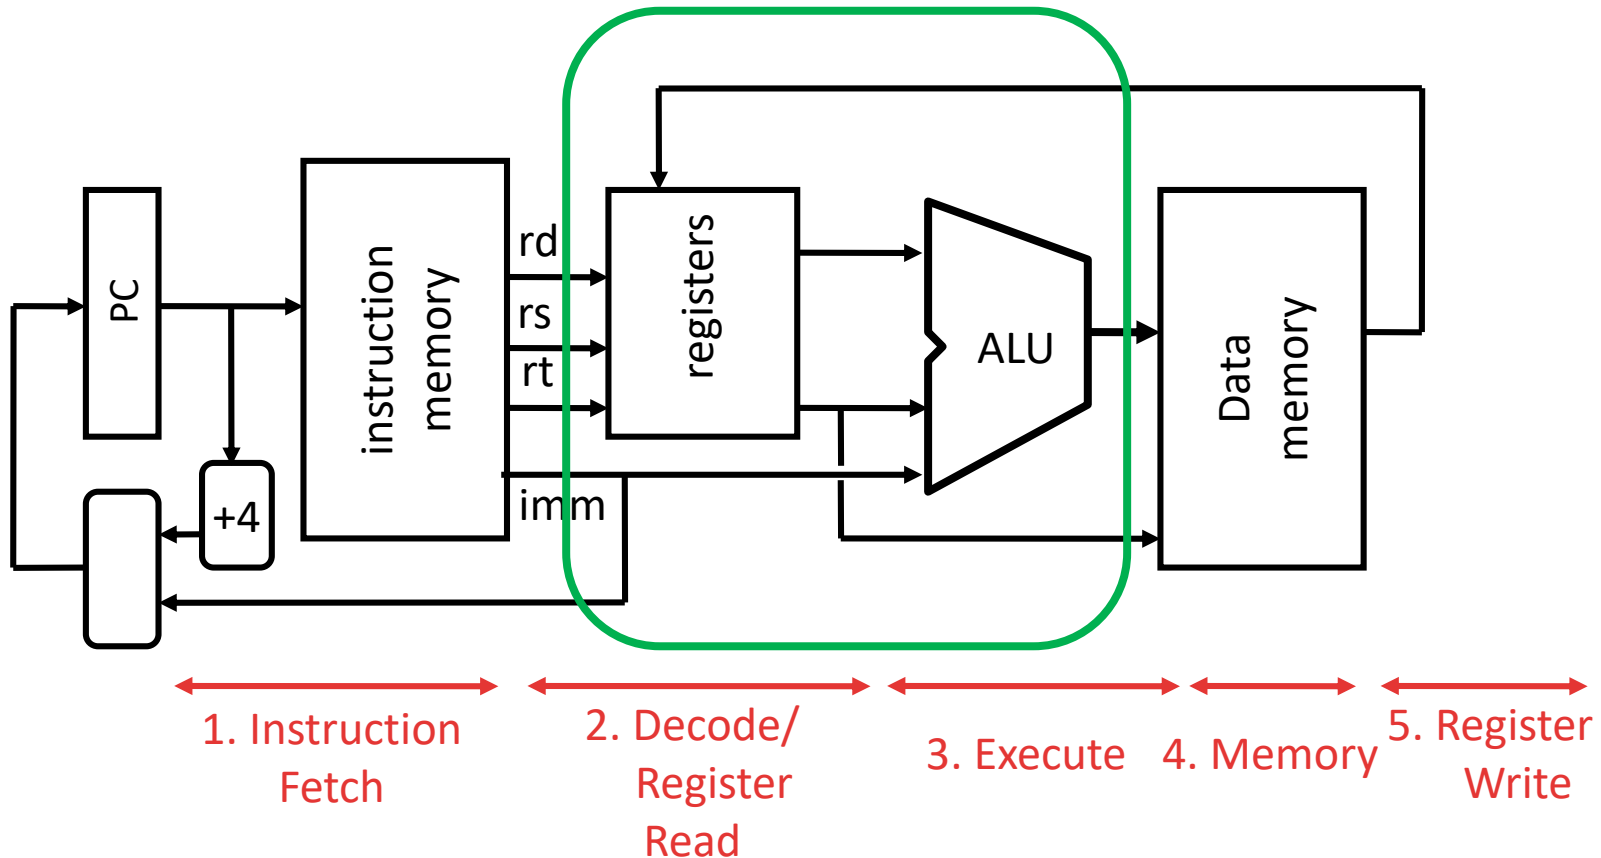 PC
+4
instruction
memory
rd
rs
rt
imm
registers
ALU
Data
memory
1. Instruction
Fetch
2. Decode/
Register
Read
3. Execute
4. Memory
5. Register
Write